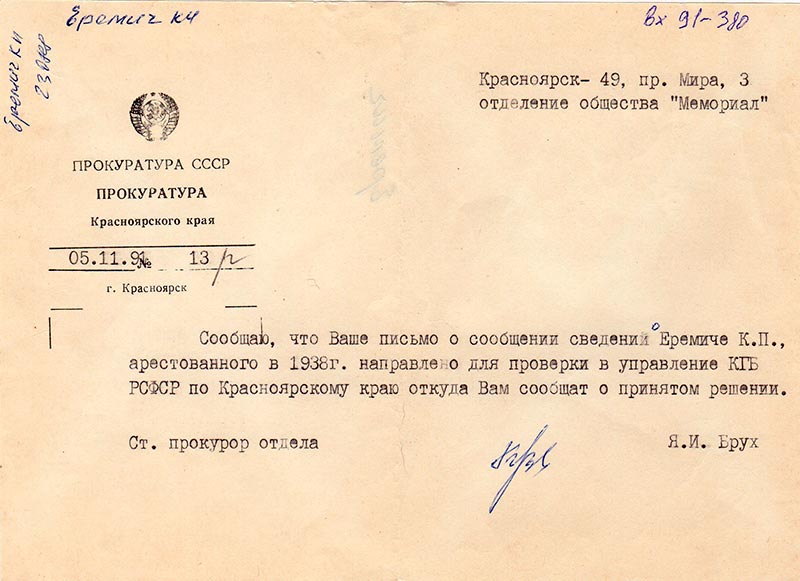 Еремич КИ
Вх 91-380
Еремич КИ
Красноярск- 49, пр. Мира, 3
отделение общества "Мемориал"
ПРОКУРАТУРА СССР
ПРОКУРАТУРА
Красноярского края
05.11.91 № 13 р
г. Красноярск
Сообщаю, что Ваше письмо о сообщении сведений о Еремиче К.П.,
арестованного в 1938г. направлено для проверки в управление КГБ
РСФСР по Красноярскому краю откуда Вам сообщат о принятом решении.
Ст. прокурор отдела
Я.И. Брух